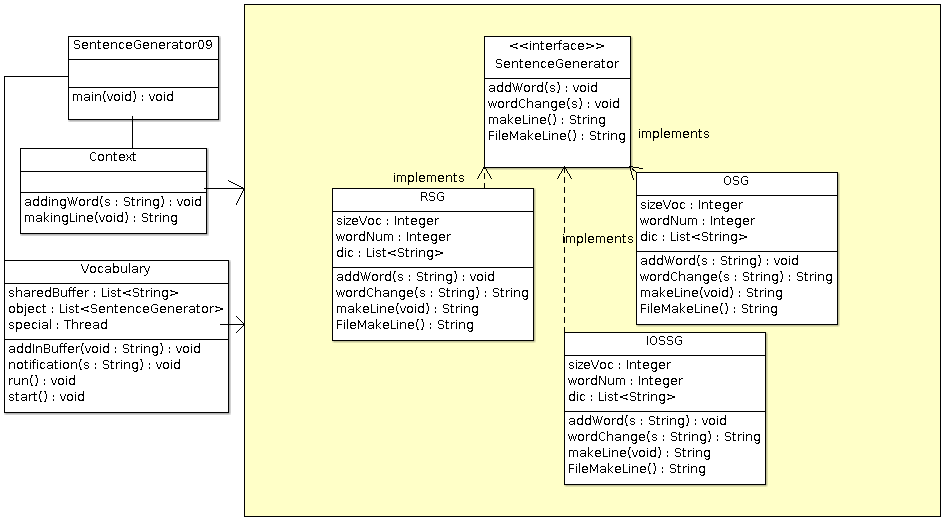 SentenceGenerator09
main(void) : void
Context
addingWord(s : String) : void
makingLine(void) : String
Vocabulary
sharedBuffer : List<String>
object : List<SentenceGenerator>
special : Thread
addInBuffer(void : String) : void
notification(s : String) : void
run() : void
start() : void
<<interface>>
SentenceGenerator
addWord(s) : void
wordChange(s) : void
makeLine() : String
FileMakeLine() : String
implements
implements
implements
RSG
sizeVoc : Integer
wordNum : Integer
dic : List<String>
addWord(s : String) : void
wordChange(s : String) : String
makeLine(void) : String
FileMakeLine() : String
OSG
sizeVoc : Integer
wordNum : Integer
dic : List<String>
addWord(s : String) : void
wordChange(s : String) : String
makeLine(void) : String
FileMakeLine() : String
IOSSG
sizeVoc : Integer
wordNum : Integer
dic : List<String>
addWord(s : String) : void
wordChange(s : String) : String
makeLine(void) : String
FileMakeLine() : String